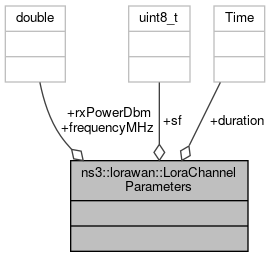 double
uint8_t
Time
+rxPowerDbm
+frequencyMHz
+sf
+duration
ns3::lorawan::LoraChannel
Parameters